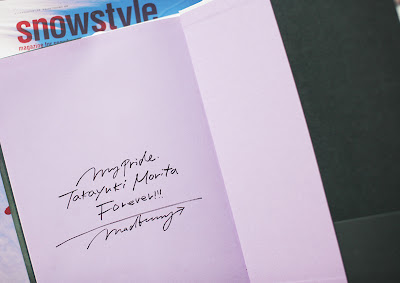 snowstyle
magazine for
My Pride.
Takayuki Morita
Forever!!!